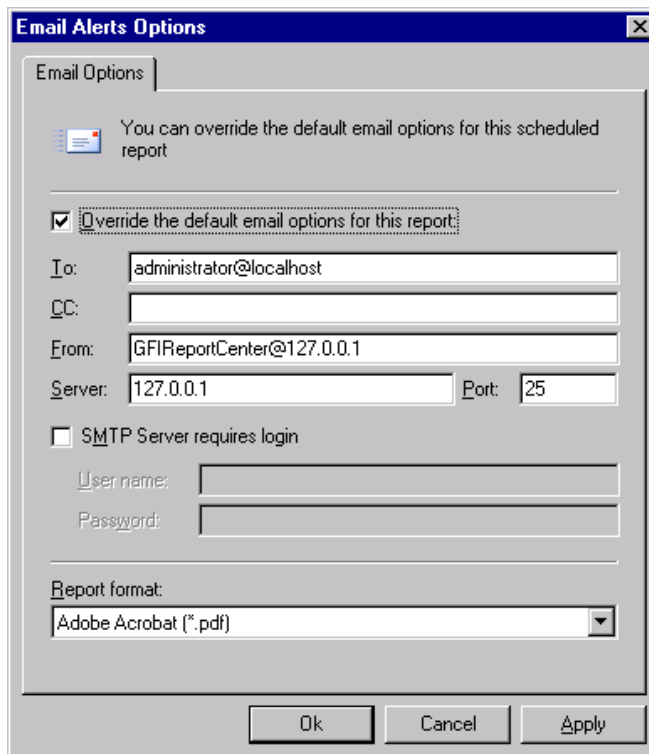 Email Alerts Options
Email Options
You can override the default email options for this scheduled
report
Override the default email options for this report:
To: administrator@localhost
CC:
From: GFIReportCenter@127.0.0.1
Server: 127.0.0.1 Port: 25
SMTP Server requires login
User name:
Password:
Report format:
Adobe Acrobat (*.pdf)
Ok Cancel Apply